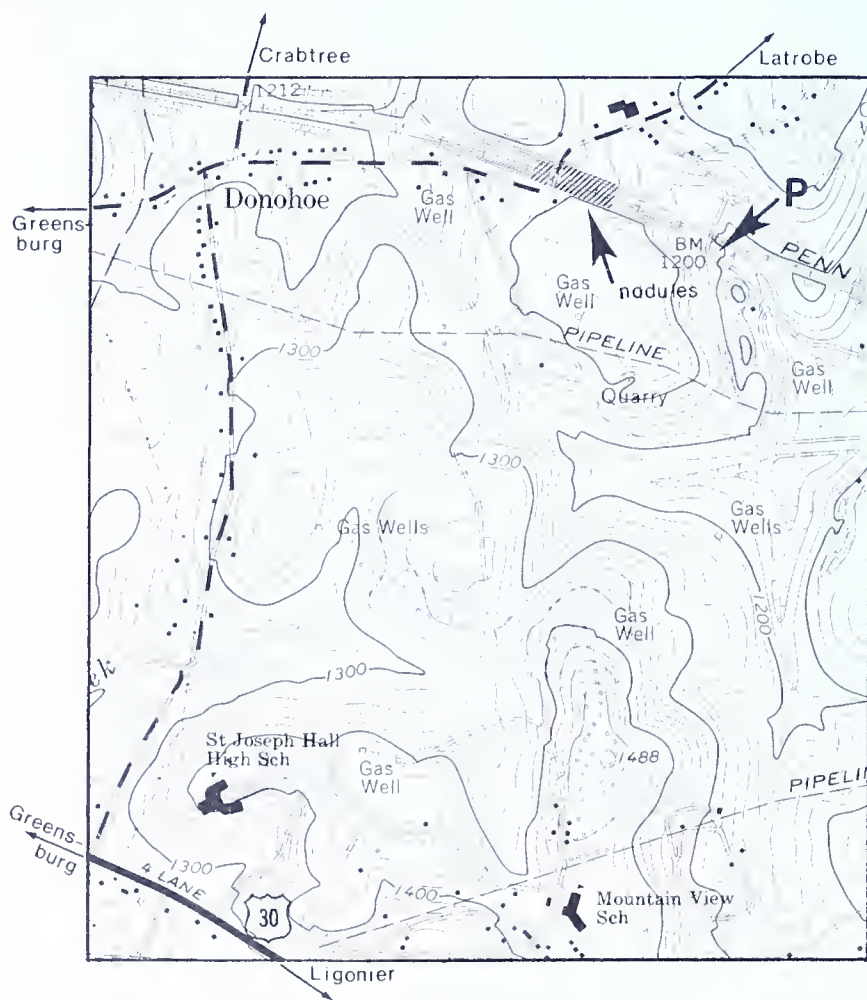 Crabtree
Latrobe
1212
P
Donohoe
Gas
Well
Greens-
burg
BM
1200
PENN
nodules
Gas
Well
PIPELINE
1300
Gas
Well
Quarry
1300
Gas Wells
Gas
Wells
Gas
Well
1200
1300
ek
St Joseph Hall
High Sch
Gas
Well
1488
PIPELIN
Greens-
burg
1300
4 LANE
1400
30
Mountain View
Sch
Ligonier